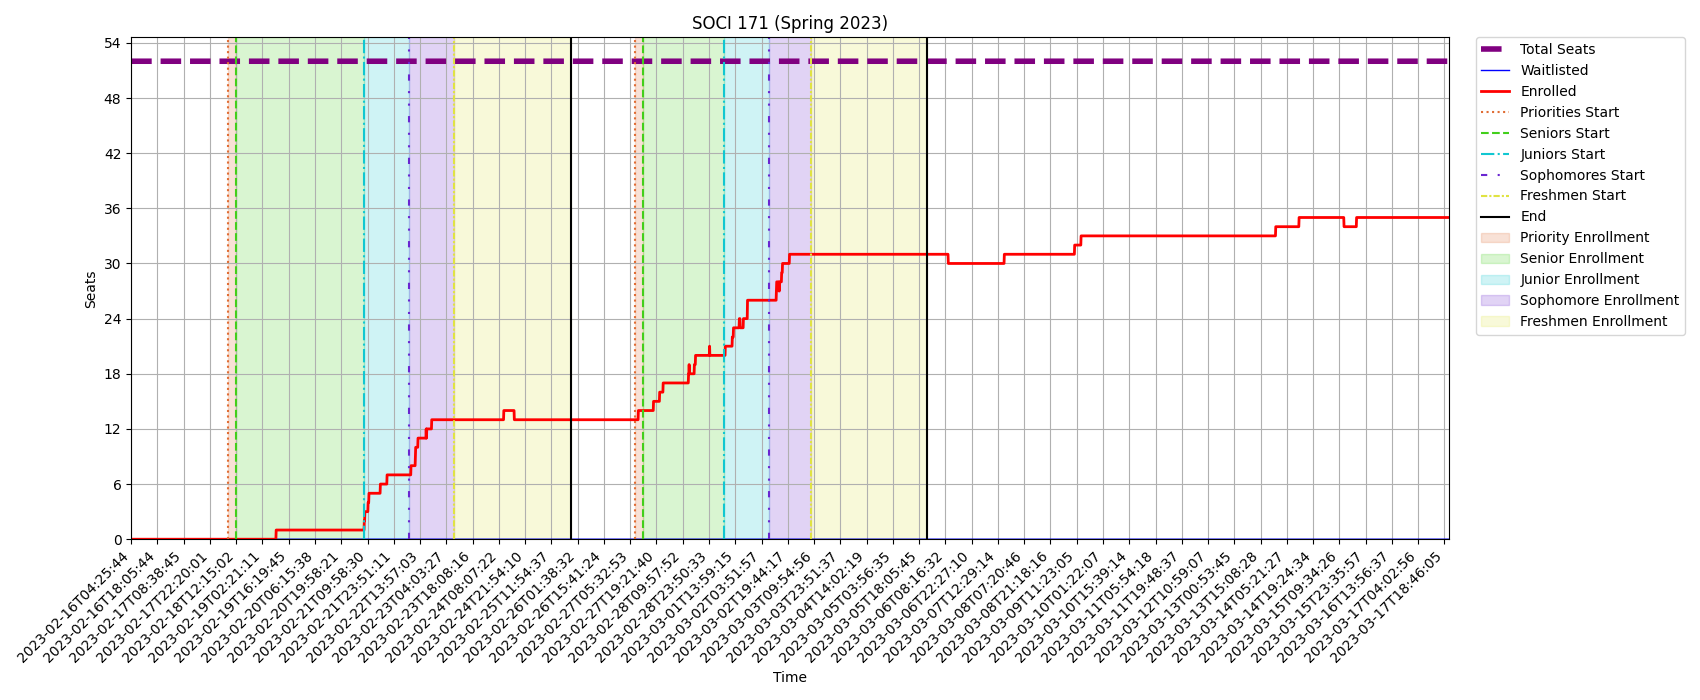 SOCI 171 (Spring 2023)
54
48
42
36
30
24
18
12
6
0
Seats
2023-02-16T04:25:44
2023-02-16T18:05:44
2023-02-17T08:38:45
2023-02-17T22:20:01
2023-02-18T12:15:02
2023-02-19T02:21:11
2023-02-19T16:19:45
2023-02-20T06:15:38
2023-02-20T19:58:21
2023-02-21T09:58:30
2023-02-21T23:51:11
2023-02-22T13:57:03
2023-02-23T04:03:27
2023-02-23T18:08:16
2023-02-24T08:07:22
2023-02-24T21:54:10
2023-02-25T11:54:37
2023-02-26T01:38:32
2023-02-26T15:41:24
2023-02-27T05:32:53
2023-02-27T19:21:40
2023-02-28T09:57:52
2023-02-28T23:50:33
2023-03-01T13:59:15
2023-03-02T03:51:57
2023-03-02T19:44:17
2023-03-03T09:54:56
2023-03-03T23:51:37
2023-03-04T14:02:19
2023-03-05T03:56:35
2023-03-05T18:05:45
2023-03-06T08:16:32
2023-03-06T22:27:10
2023-03-07T12:29:14
2023-03-08T07:20:46
2023-03-08T21:18:16
2023-03-09T11:23:05
2023-03-10T01:22:07
2023-03-10T15:39:14
2023-03-11T05:54:18
2023-03-11T19:48:37
2023-03-12T10:59:07
2023-03-13T00:53:45
2023-03-13T15:08:28
2023-03-14T05:21:27
2023-03-14T19:24:34
2023-03-15T09:34:26
2023-03-15T23:35:57
2023-03-16T13:56:37
2023-03-17T04:02:56
2023-03-17T18:46:05
Time
Total Seats
Waitlisted
Enrolled
Priorities Start
Seniors Start
Juniors Start
Sophomores Start
Freshmen Start
End
Priority Enrollment
Senior Enrollment
Junior Enrollment
Sophomore Enrollment
Freshmen Enrollment